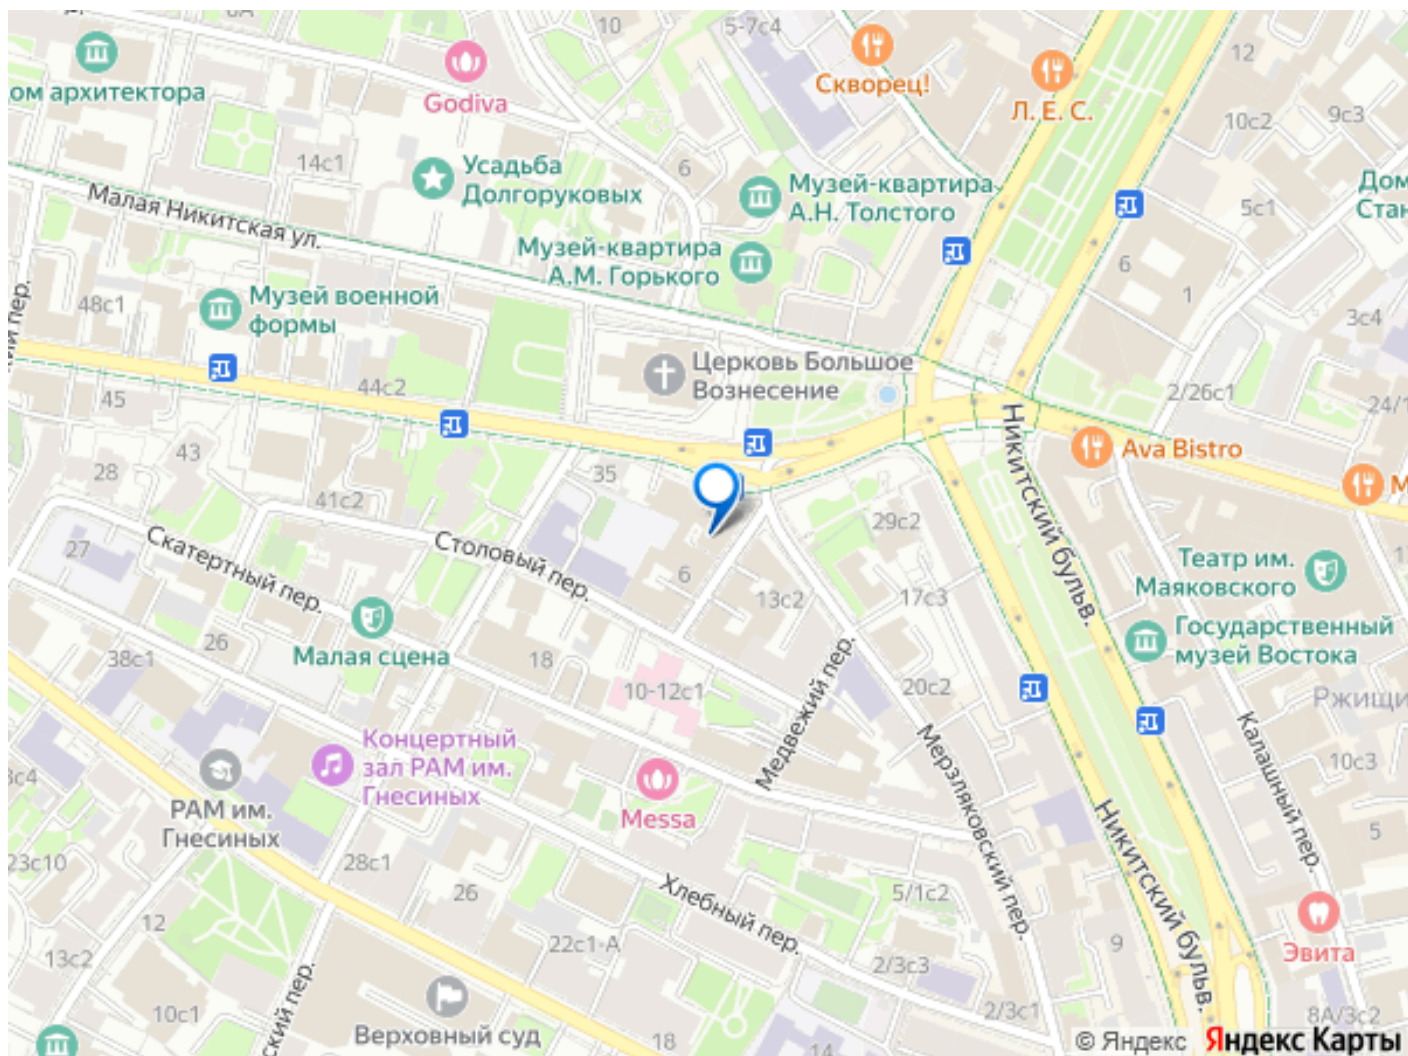 8А
10
5-7с4
12
Скворец!
Л. Е. С.
ом архитектора
Godiva
10с2
9с3
14с1
Усадьба
Долгоруковых
6
Музей-квартира
А.Н. Толстого
Дом
Стан
5с1
Малая Никитская ул.
Музей-квартира
А.М. Горького
6
1
48с1
Музей военной
формы
3с4
ий пер.
Церковь Большое
Вознесение
44с2
45
2/26с1
24/1
Никитский бульв.
Ava Bistro
М
43
28
35
41с2
29с2
27
Скатертный пер.
Столовый пер.
6
13с2
17с3
Театр им.
Маяковского
Государственный
музей Востока
Малая сцена
26
38с1
18
10-12с1
20с2
Ржищи
Медвежий пер.
Мерзляковский пер.
Калашный пер.
Концертный
зал РАМ им.
Гнесиных
10с3
3с4
РАМ им.
Гнесиных
Messa
Никитский бульв.
5
23с10
28с1
26
Хлебный пер.
5/1с2
12
22с1-А
9
Эвита
13с2
2/3с3
ский пер.
10с1
Верховный суд
18
14
2/3с1
8А/3с2
© Яндекс Яндекс Карты